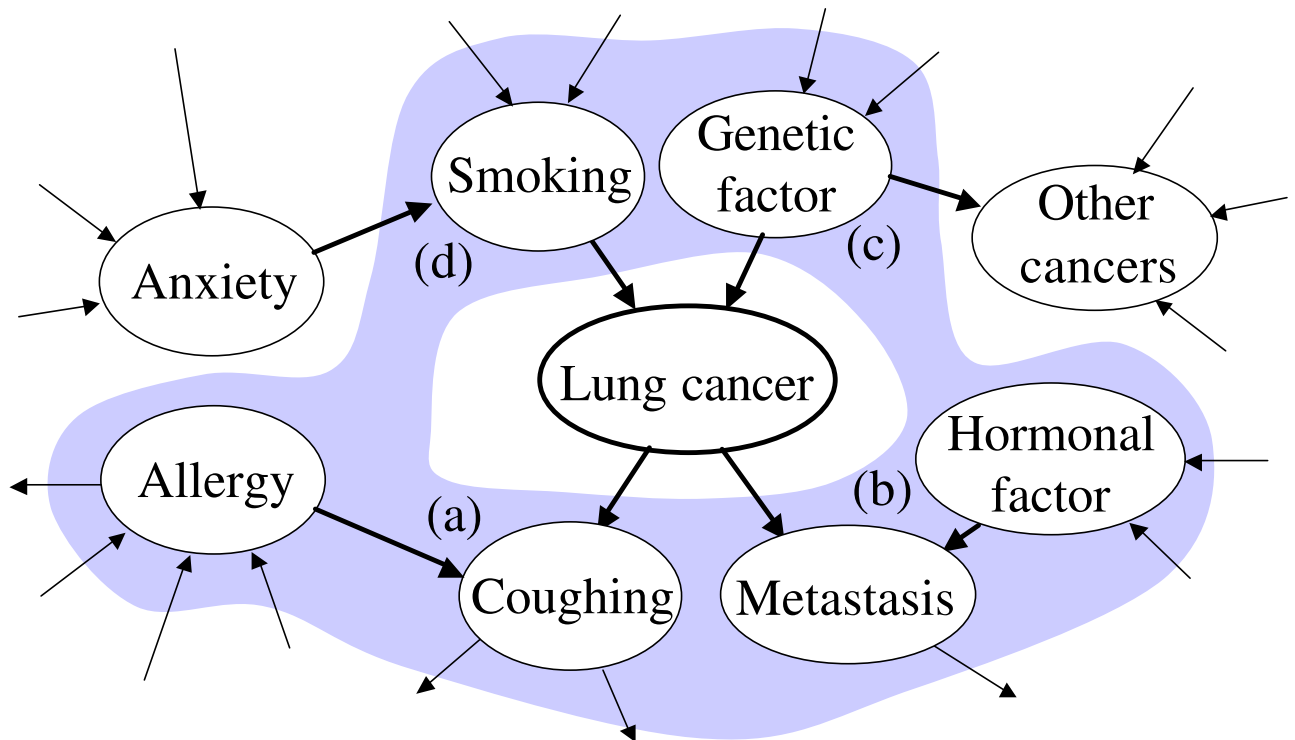 Smoking
Genetic
factor
Other
cancers
(c)
(d)
Anxiety
Lung cancer
Hormonal
factor
Allergy
(b)
(a)
Coughing
Metastasis